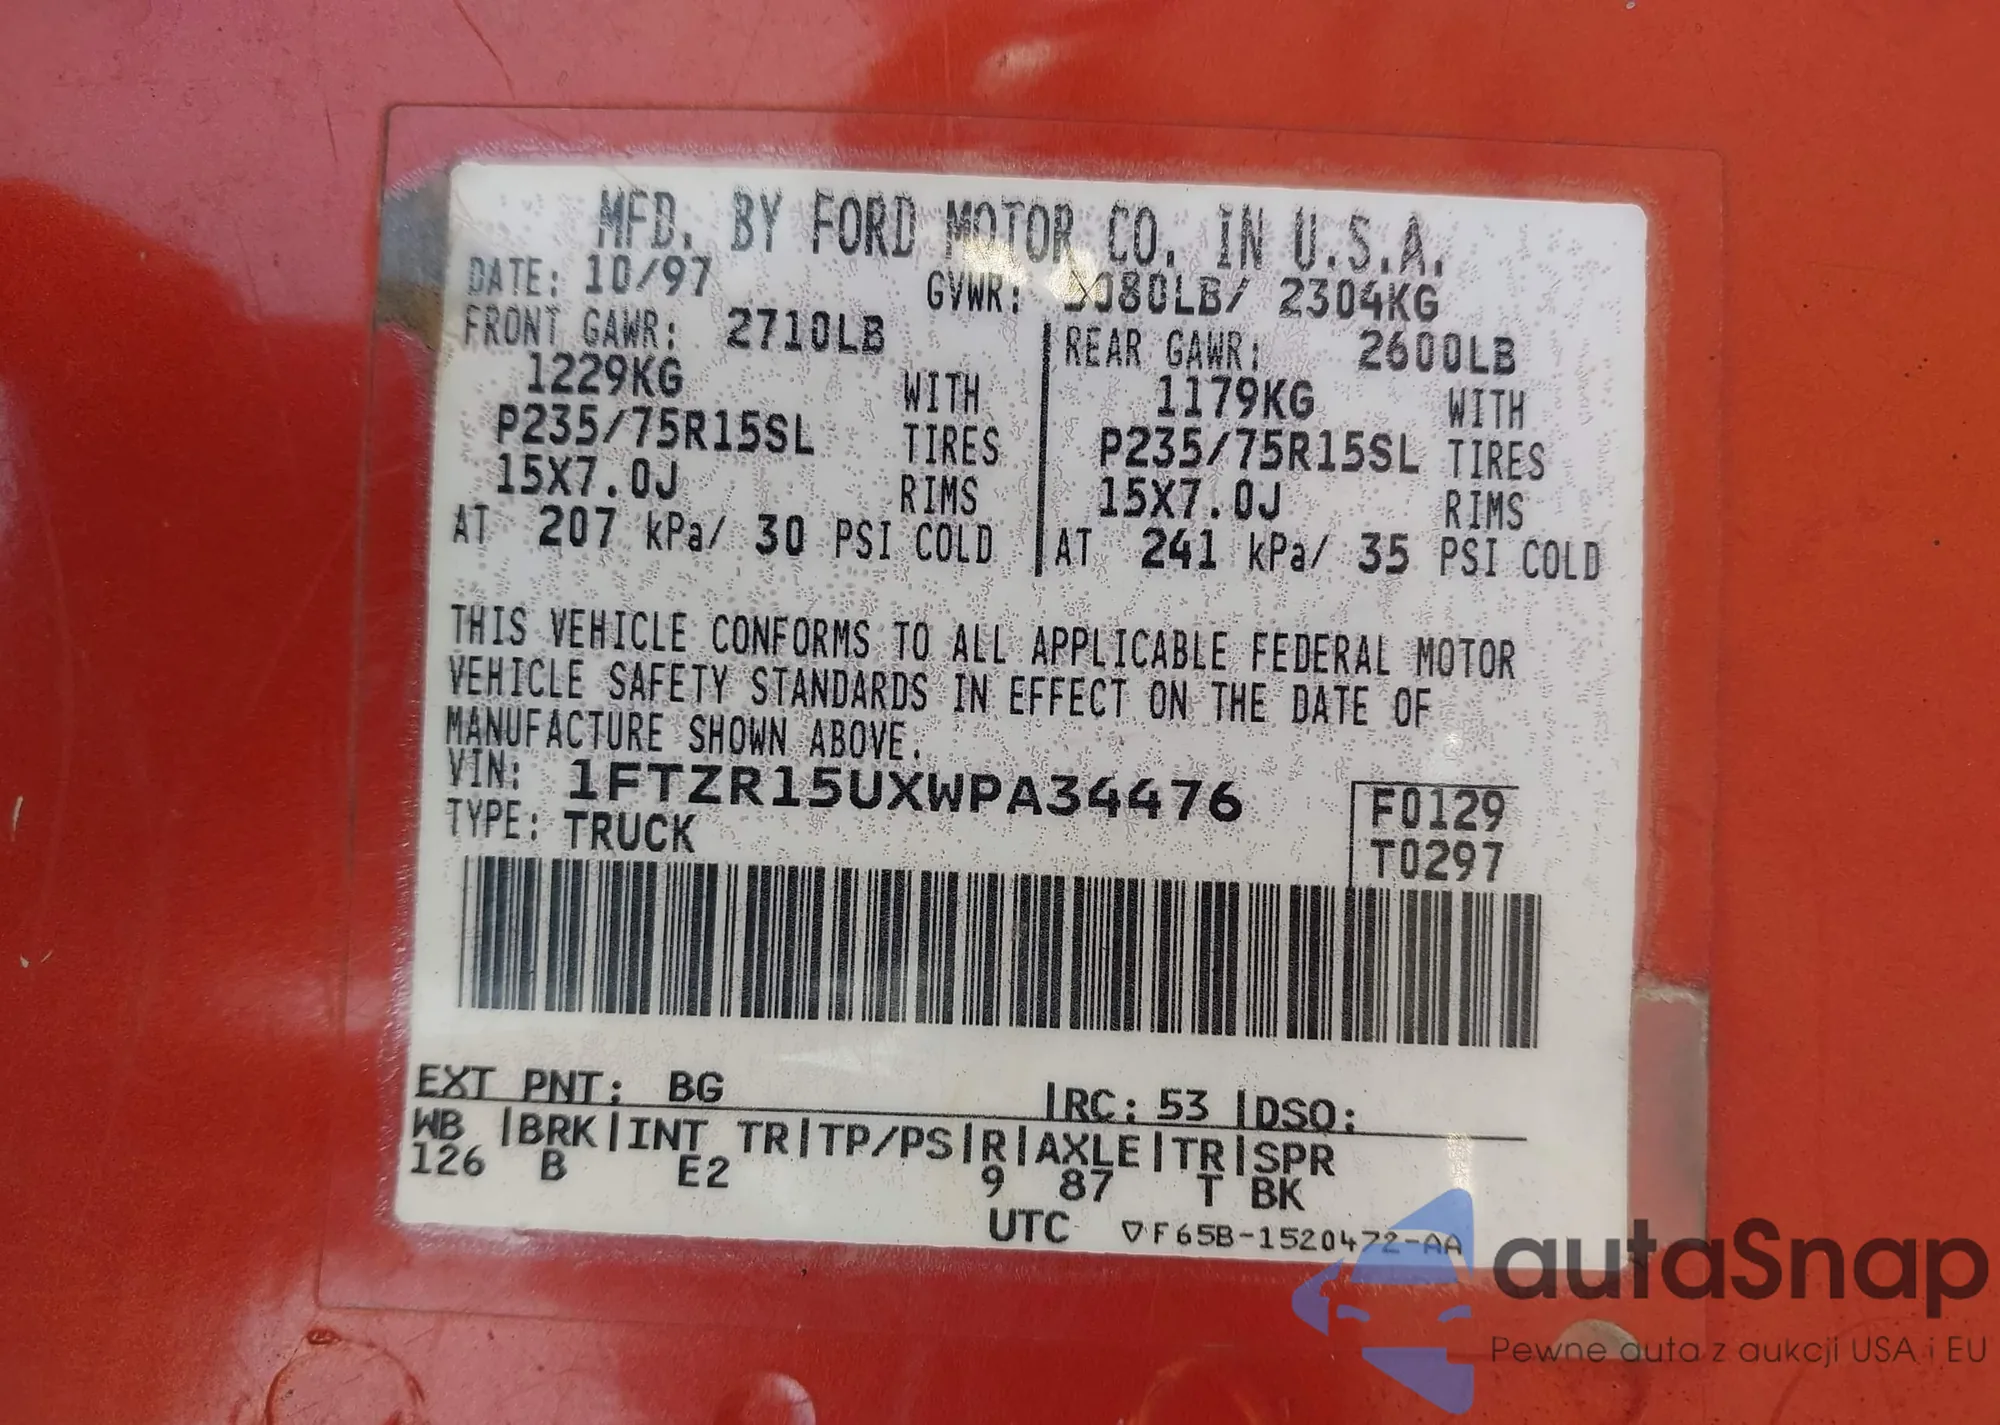 MFD. BY FORD MOTOR CO. IN U.S.A.
DATE: 10/97 GVWR: 5080LB/ 2304KG
FRONT GAWR: 2710LB REAR GAWR: 2600LB
1229KG WITH 1179KG WITH
P235/75R15SL TIRES P235/75R15SL TIRES
15X7.0J RIMS 15X7.0J RIMS
AT 207 kPa/ 30 PSI COLD AT 241 kPa/ 35 PSI COLD
THIS VEHICLE CONFORMS TO ALL APPLICABLE FEDERAL MOTOR
VEHICLE SAFETY STANDARDS IN EFFECT ON THE DATE OF
MANUFACTURE SHOWN ABOVE.
VIN: 1FTZR15UXWPA34476 F0129
TYPE: TRUCK T0297
EXT PNT: BG |RC: 53 |DSO:
WB |BRK|INT TR|TP/PS|R|AXLE|TR|SPR
126 B E2 9 87 T BK
UTC ▽F65B-1520472-AA
autaSnap
Pewne auta z aukcji USA i EU